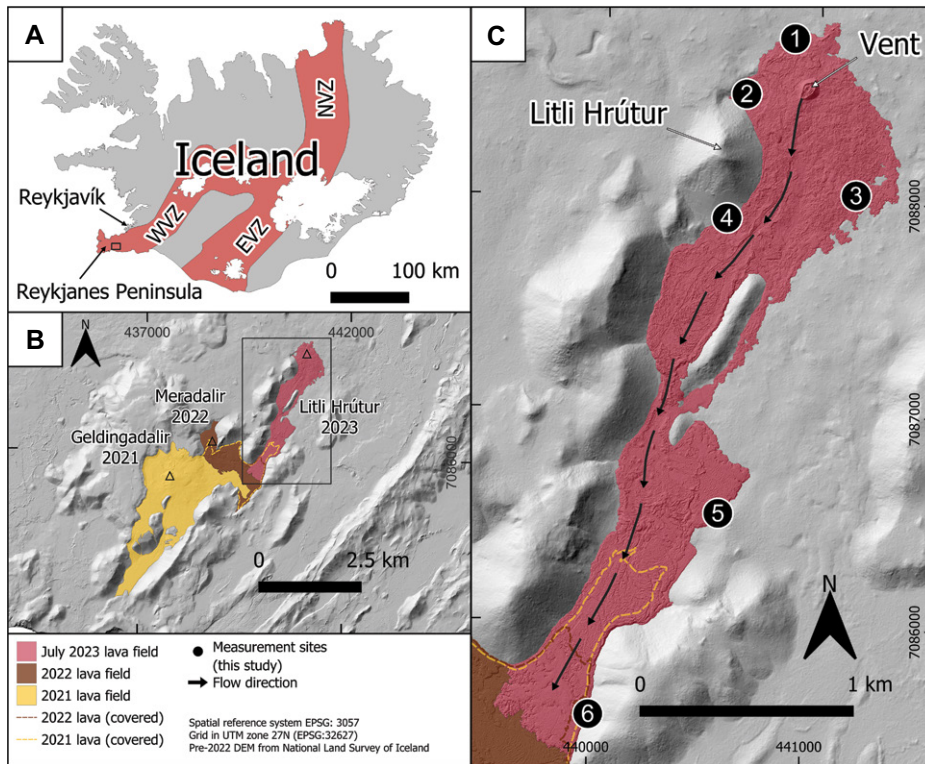 A
NVZ
Iceland
Reykjavík
WVZ
EVZ
0 100 km
Reykjanes Peninsula
B
N
437000
442000
Meradalir
2022
Geldingadalir
2021
Litli Hrútur
2023
7086000
0 2.5 km
July 2023 lava field
2022 lava field
2021 lava field
2022 lava (covered)
2021 lava (covered)
Measurement sites
(this study)
Flow direction
Spatial reference system EPSG: 3057
Grid in UTM zone 27N (EPSG:32627)
Pre-2022 DEM from National Land Survey of Iceland
C
1
Vent
2
Litli Hrútur
3
4
7088000
7087000
5
N
7086000
0 1 km
6
440000
441000